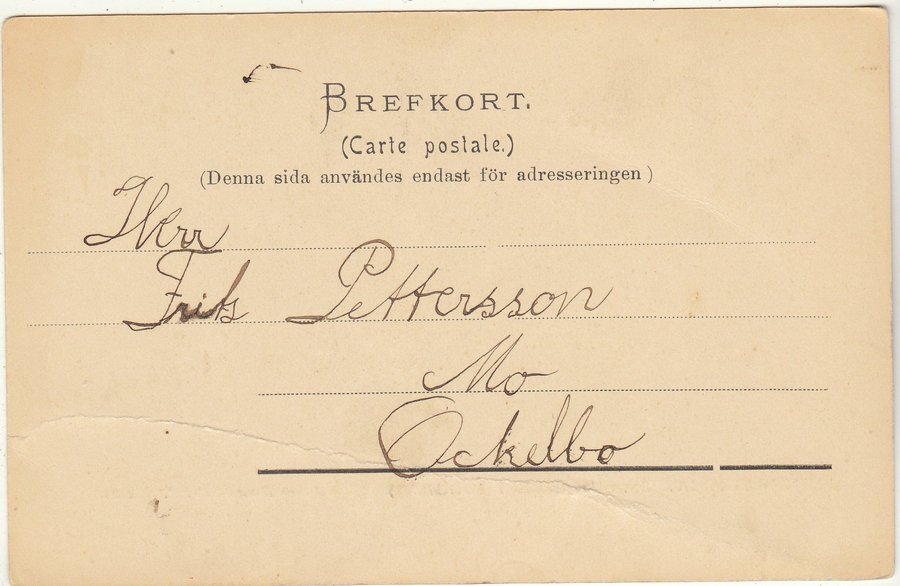 BREFKORT.
(Carte postale.)
(Denna sida användes endast för adresseringen)
Herr
Frits Pettersson
Mo
Ockelbo